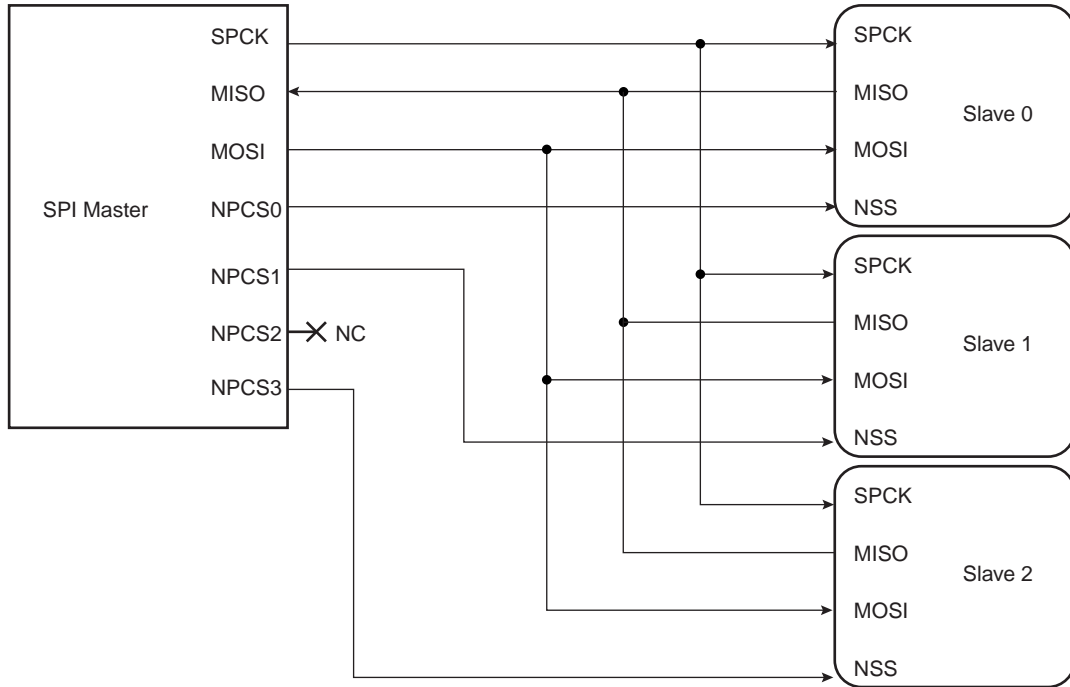 SPI Master
SPCK
MISO
MOSI
NPCS0
NPCS1
NPCS2
NC
NPCS3
SPCK
MISO
Slave 0
MOSI
NSS
SPCK
MISO
Slave 1
MOSI
NSS
SPCK
MISO
Slave 2
MOSI
NSS